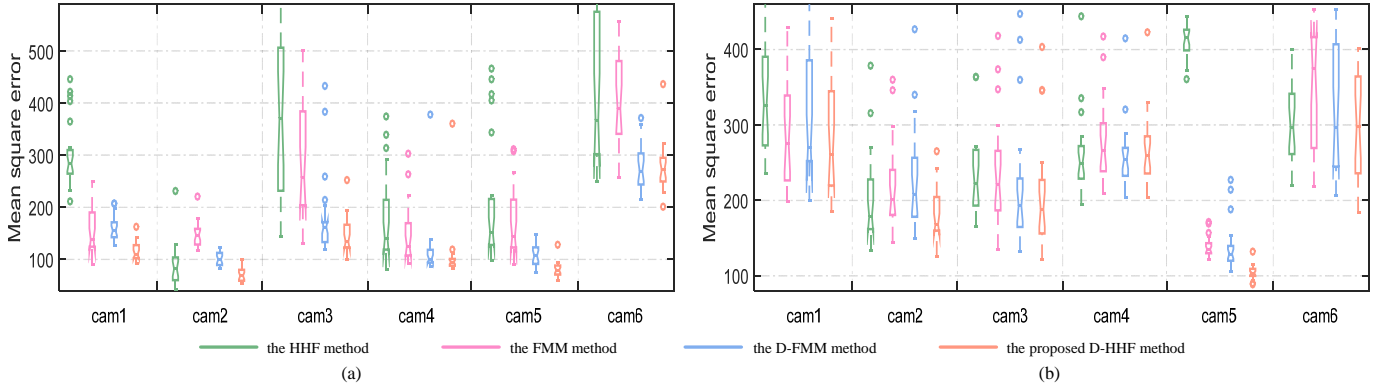 Mean square error
500
400
300
200
100
cam1 cam2 cam3 cam4 cam5 cam6
Mean square error
400
300
200
100
cam1 cam2 cam3 cam4 cam5 cam6
the HHF method the FMM method the D-FMM method the proposed D-HHF method
(a) (b)